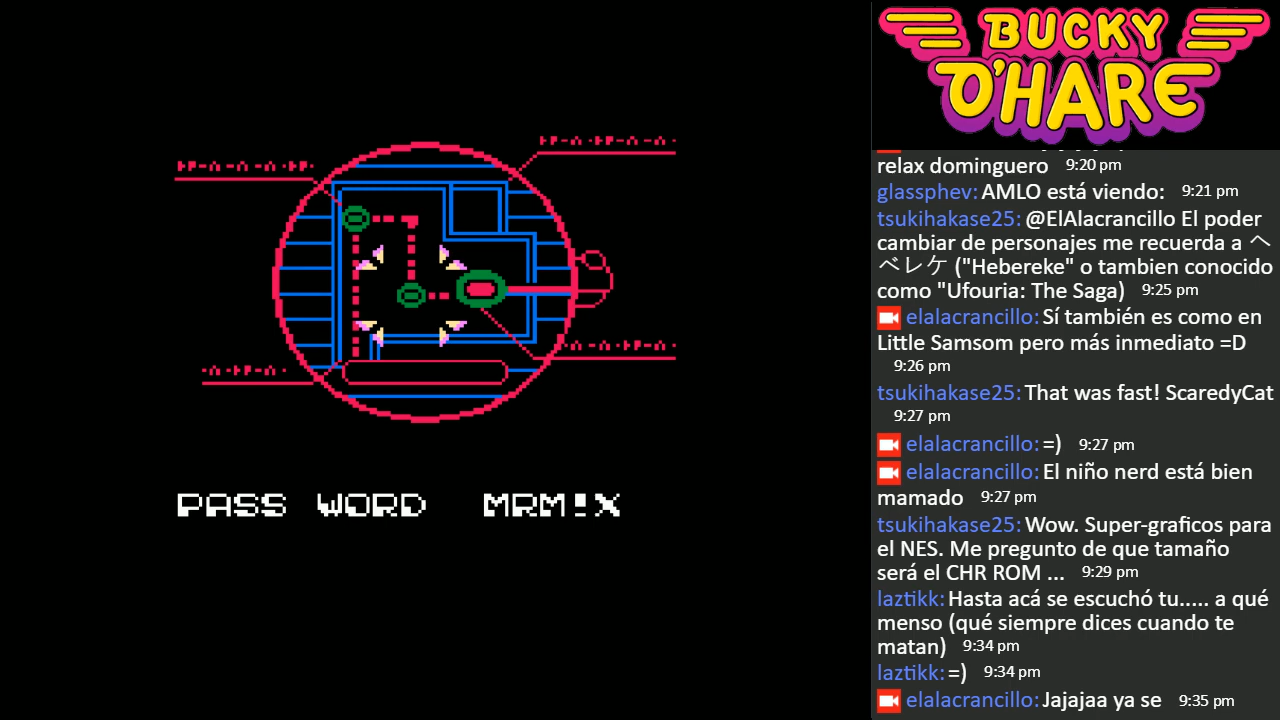 BUCKY
O'HARE
relax dominguero 9:20 pm
glassphev: AMLO está viendo: 9:21 pm
tsukihakase25: @ElAlacrancillo El poder
cambiar de personajes me recuerda a へ
べレケ ("Hebereke" o tambien conocido
como "Ufouria: The Saga) 9:25 pm
elalacrancillo: Sí también es como en
Little Samsom pero más inmediato =D
9:26 pm
tsukihakase25: That was fast! ScaredyCat
9:27 pm
elalacrancillo: =) 9:27 pm
elalacrancillo: El niño nerd está bien
mamado 9:27 pm
tsukihakase25: Wow. Super-graficos para
el NES. Me pregunto de que tamaño
será el CHR ROM ... 9:29 pm
laztikk: Hasta acá se escuchó tu..... a qué
menso (qué siempre dices cuando te
matan) 9:34 pm
laztikk: =) 9:34 pm
elalacrancillo: Jajajaa ya se 9:35 pm
PASS WORD MRM!X